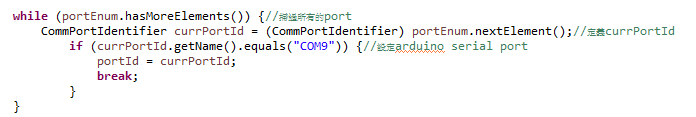 while (portEnum.hasMoreElements()) {//捕捉所有的port
CommPortIdentifier currPortId = (CommPortIdentifier) portEnum.nextElement();//定義currPortId
if (currPortId.getName().equals("COM9")) {//設定arduino serial port
portId = currPortId;
break;
}
}